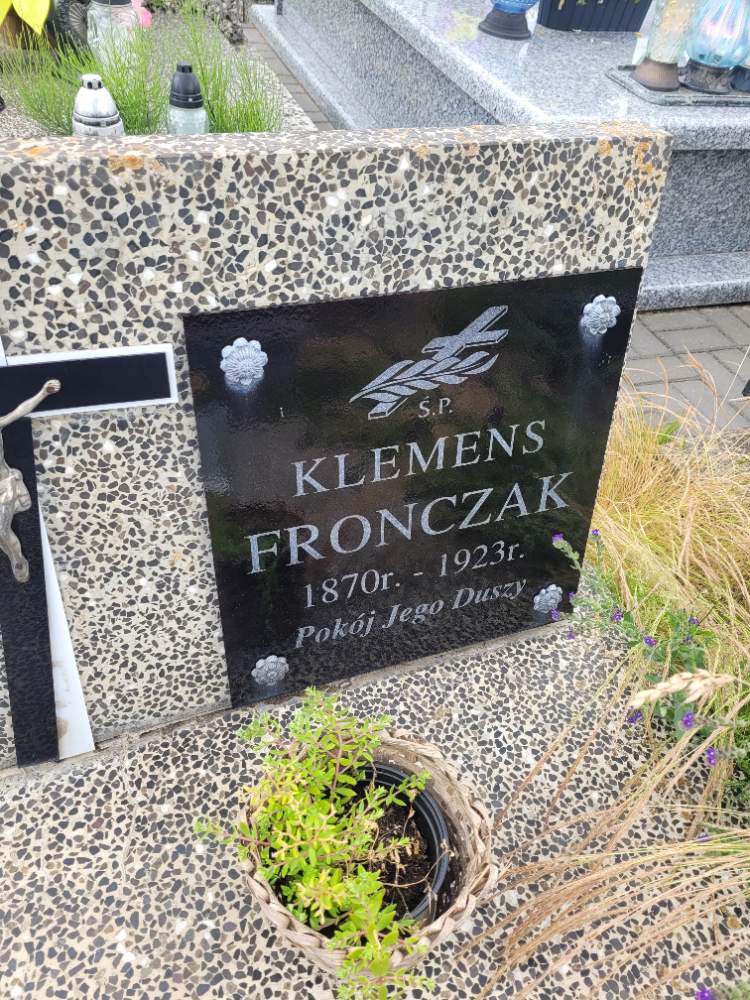 Ś.P.
KLEMENS
FRONCZAK
1870r. - 1923r.
Pokój Jego Duszy